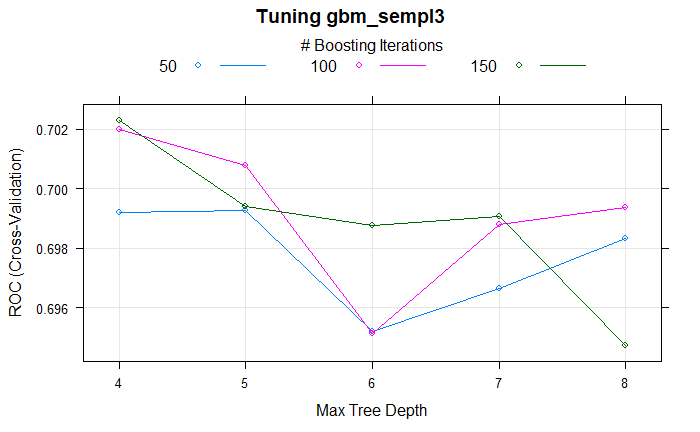 Tuning gbm_sempl3
# Boosting Iterations
50 100 150
0.702
0.700
0.698
0.696
ROC (Cross-Validation)
4 5 6 7 8
Max Tree Depth